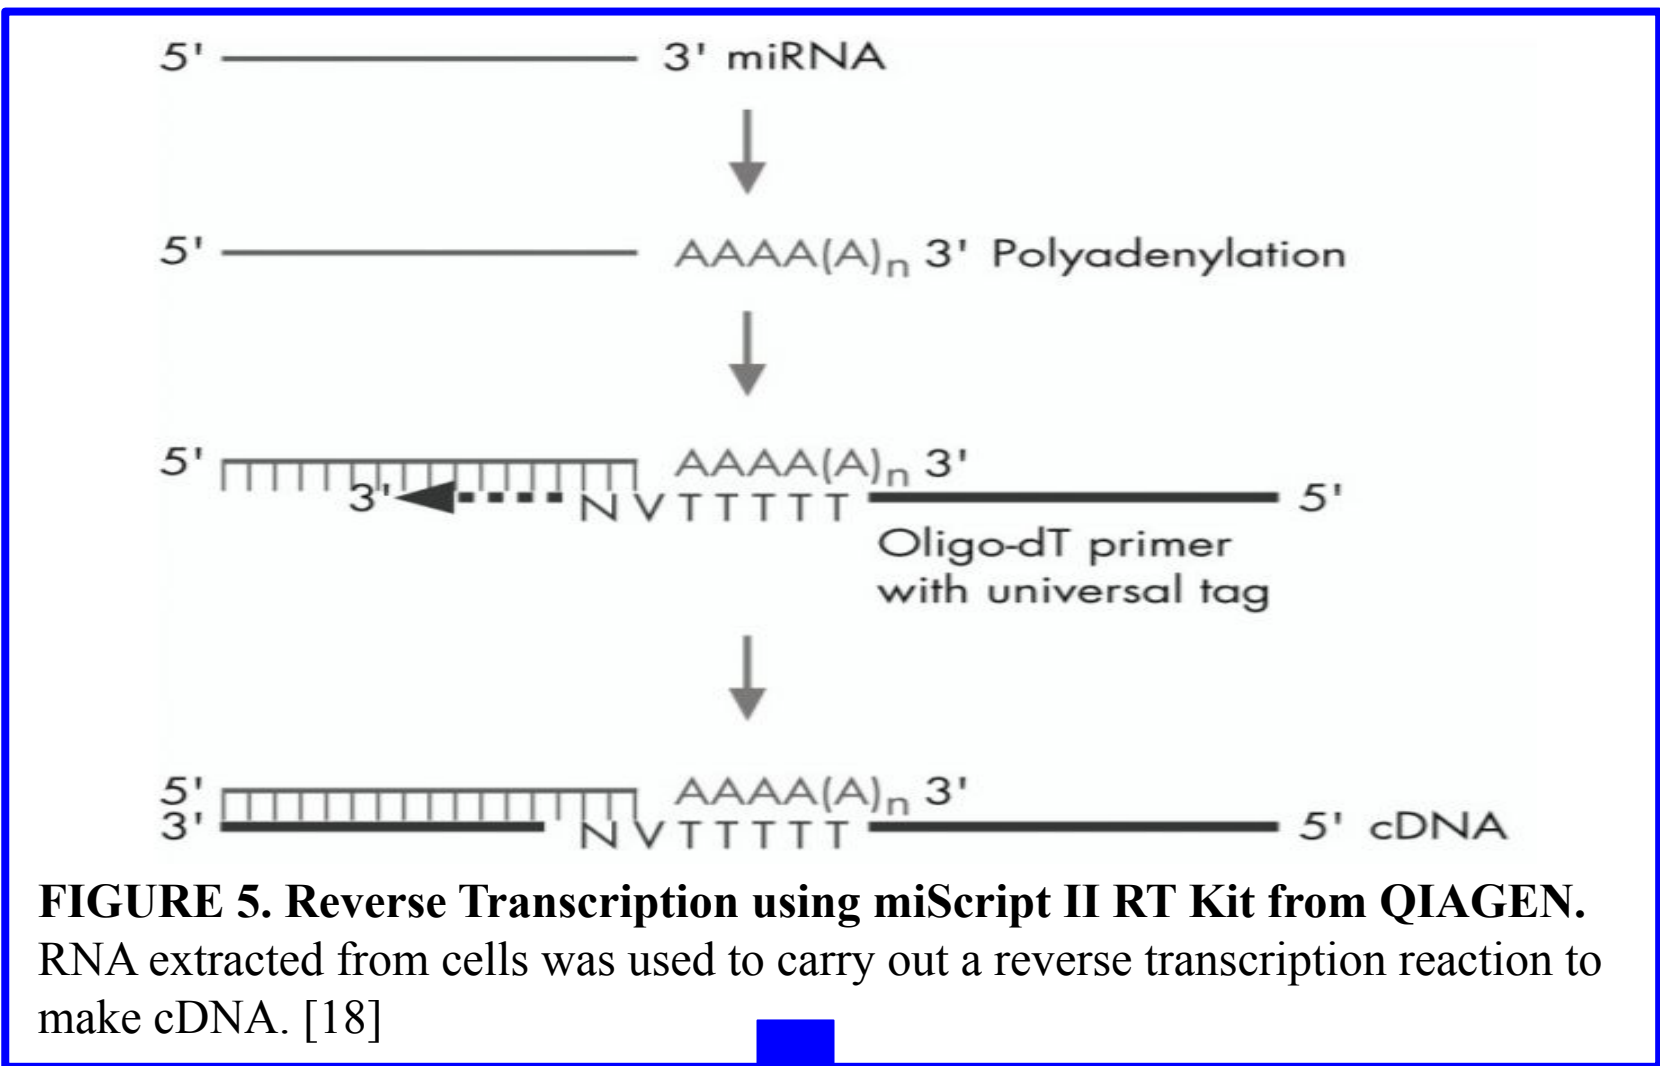 5' 3' miRNA
5' AAAA(A)n 3' Polyadenylation
5' AAAA(A)n 3'
3' N V T T T T T 5'
Oligo-dT primer
with universal tag
5' AAAA(A)n 3'
3' N V T T T T T 5' cDNA
FIGURE 5. Reverse Transcription using miScript II RT Kit from QIAGEN.
RNA extracted from cells was used to carry out a reverse transcription reaction to
make cDNA. [18]